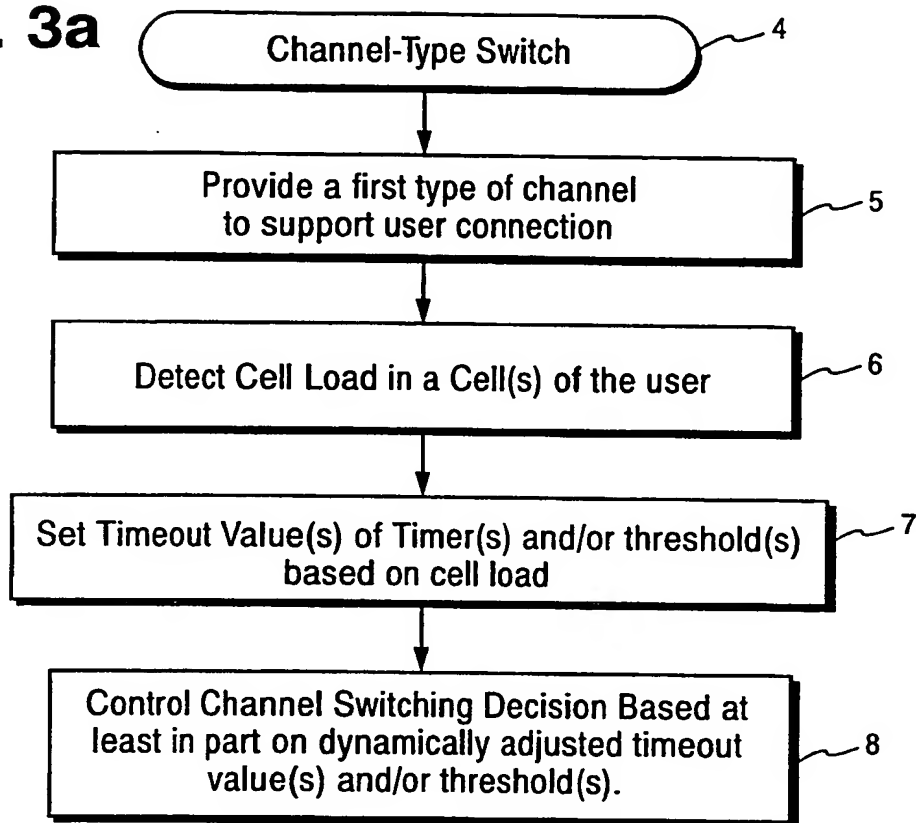 . 3a
Channel-Type Switch
4
Provide a first type of channel
to support user connection
5
Detect Cell Load in a Cell(s) of the user
6
Set Timeout Value(s) of Timer(s) and/or threshold(s)
based on cell load
7
Control Channel Switching Decision Based at
least in part on dynamically adjusted timeout
value(s) and/or threshold(s).
8